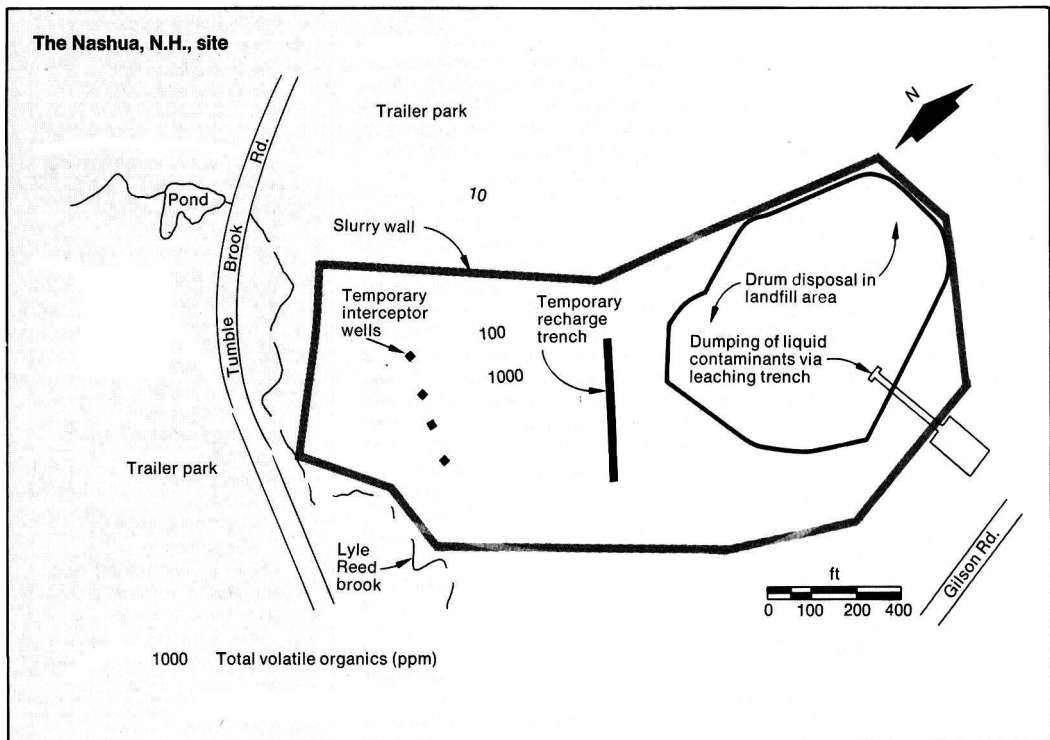 The Nashua, N.H., site
Trailer park
N
Tumble Brook Rd.
Pond
10
Slurry wall
Temporary
interceptor
wells
100
1000
Temporary
recharge
trench
Drum disposal in
landfill area
Dumping of liquid
contaminants via
leaching trench
Trailer park
Lyle
Reed
brook
ft
0 100 200 400
Gilson Rd.
1000 Total volatile organics (ppm)